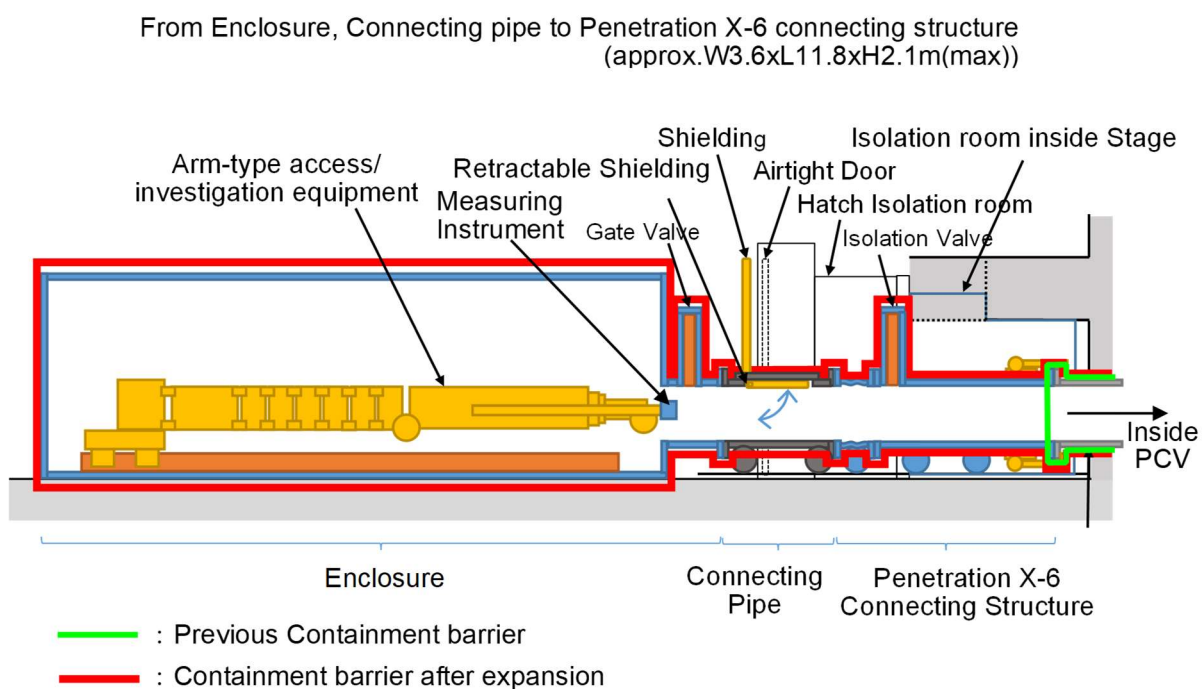 From Enclosure, Connecting pipe to Penetration X-6 connecting structure
(approx.W3.6xL11.8xH2.1m(max))
Shielding
Isolation room inside Stage
Arm-type access/
investigation equipment
Retractable Shielding
Airtight Door
Measuring
Instrument
Hatch Isolation room
Gate Valve
Isolation Valve
Inside
PCV
Enclosure
Connecting
Pipe
Penetration X-6
Connecting Structure
: Previous Containment barrier
: Containment barrier after expansion